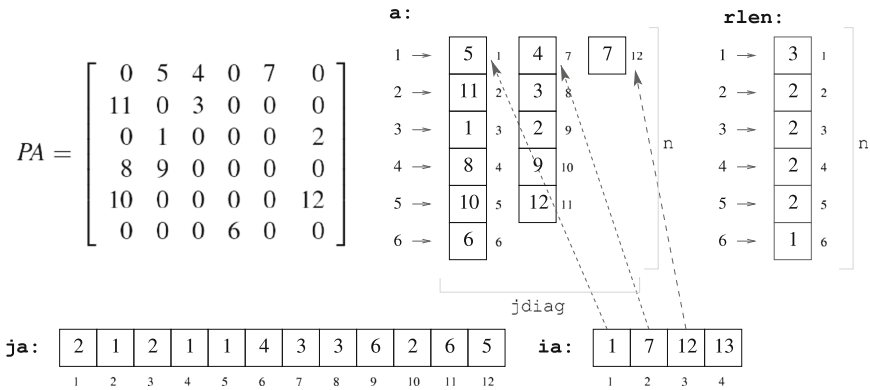 a:
rlen:
PA =
0 5 4 0 7 0
11 0 3 0 0 0
0 1 0 0 0 2
8 9 0 0 0 0
10 0 0 0 0 12
0 0 0 6 0 0
1 → 5 1 4 7 7 12
2 → 11 2 3 8
3 → 1 3 2 9
4 → 8 4 9 10
5 → 10 5 12 11
6 → 6 6
n
jdiag
1 → 3 1
2 → 2 2
3 → 2 3
4 → 2 4
5 → 2 5
6 → 1 6
n
ja: 2 1 2 1 1 4 3 3 6 2 6 5
1 2 3 4 5 6 7 8 9 10 11 12
ia: 1 7 12 13
1 2 3 4